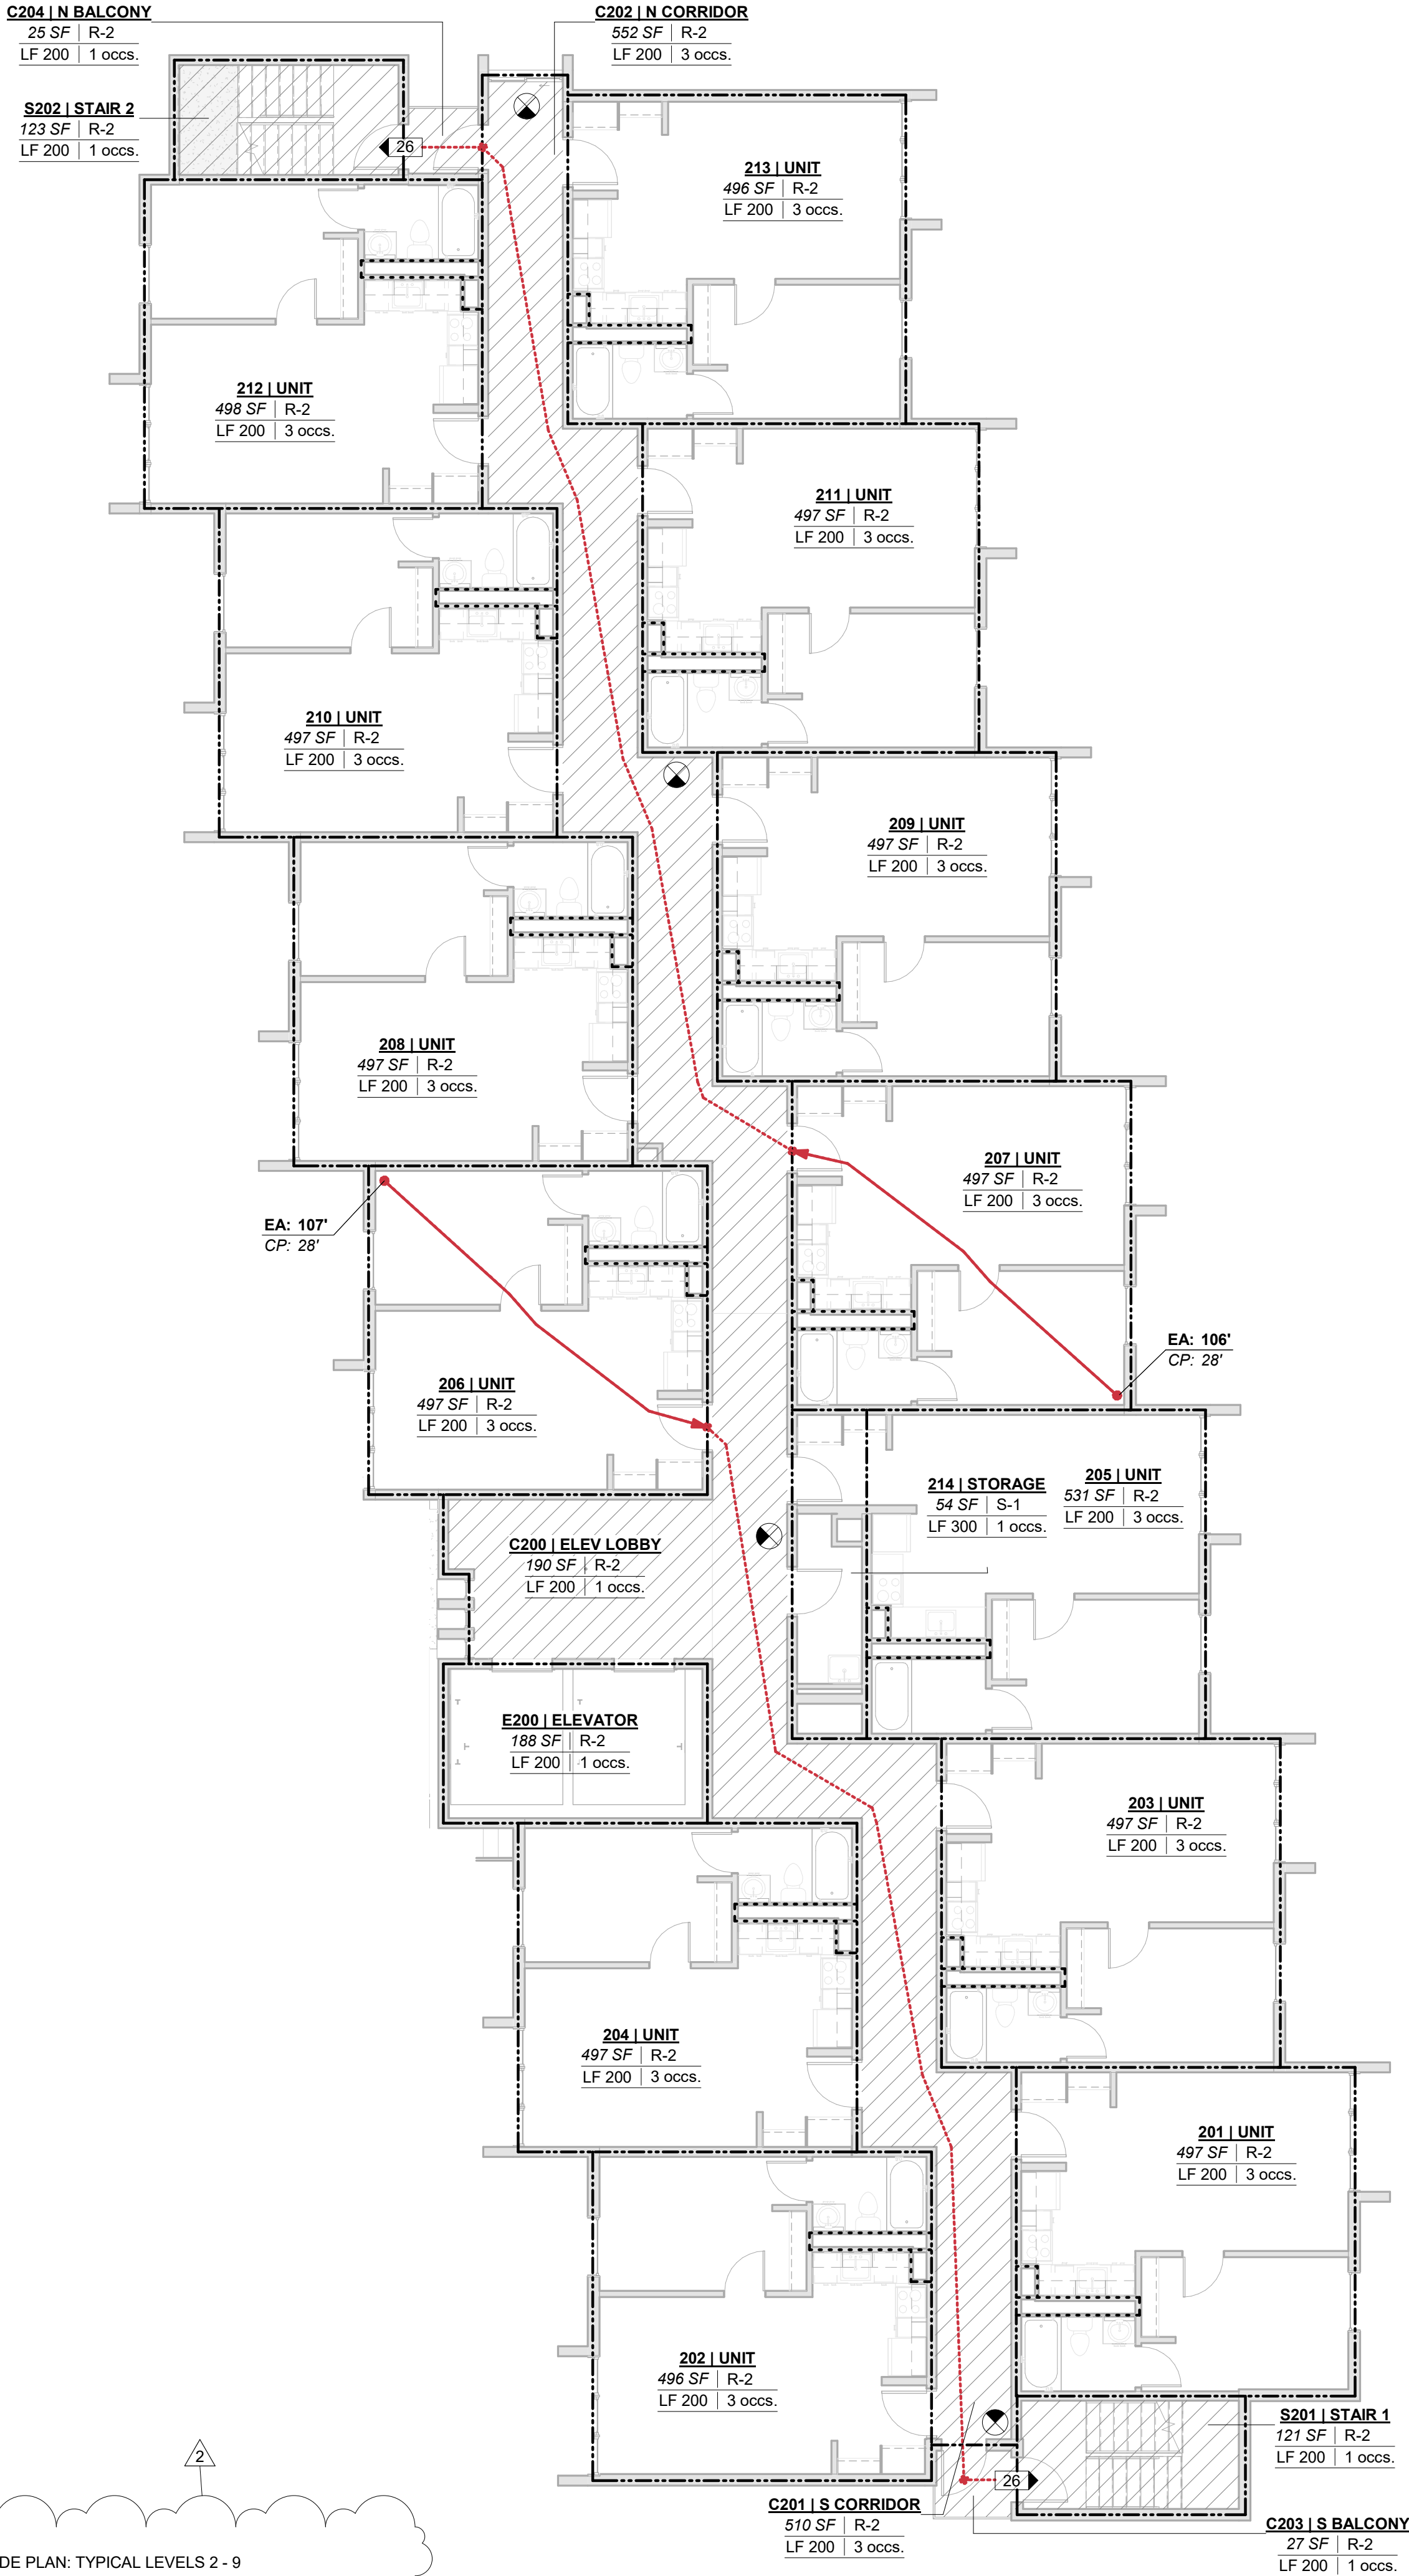 C204 | N BALCONY
25 SF | R-2
LF 200 | 1 occs.
C202 | N CORRIDOR
552 SF | R-2
LF 200 | 3 occs.
S202 | STAIR 2
123 SF | R-2
LF 200 | 1 occs.
26
213 | UNIT
496 SF | R-2
LF 200 | 3 occs.
212 | UNIT
498 SF | R-2
LF 200 | 3 occs.
211 | UNIT
497 SF | R-2
LF 200 | 3 occs.
210 | UNIT
497 SF | R-2
LF 200 | 3 occs.
209 | UNIT
497 SF | R-2
LF 200 | 3 occs.
208 | UNIT
497 SF | R-2
LF 200 | 3 occs.
207 | UNIT
497 SF | R-2
LF 200 | 3 occs.
EA: 107'
CP: 28'
EA: 106'
CP: 28'
206 | UNIT
497 SF | R-2
LF 200 | 3 occs.
214 | STORAGE
54 SF | S-1
LF 300 | 1 occs.
205 | UNIT
531 SF | R-2
LF 200 | 3 occs.
C200 | ELEV LOBBY
190 SF | R-2
LF 200 | 1 occs.
E200 | ELEVATOR
188 SF | R-2
LF 200 | 1 occs.
203 | UNIT
497 SF | R-2
LF 200 | 3 occs.
204 | UNIT
497 SF | R-2
LF 200 | 3 occs.
201 | UNIT
497 SF | R-2
LF 200 | 3 occs.
202 | UNIT
496 SF | R-2
LF 200 | 3 occs.
S201 | STAIR 1
121 SF | R-2
LF 200 | 1 occs.
26
C201 | S CORRIDOR
510 SF | R-2
LF 200 | 3 occs.
C203 | S BALCONY
27 SF | R-2
LF 200 | 1 occs.
2
DE PLAN: TYPICAL LEVELS 2 - 9